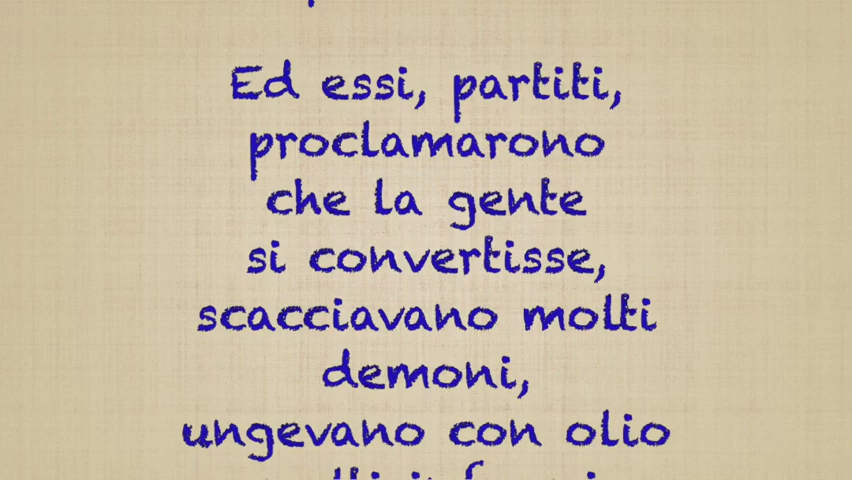 Ed essi, partiti,
proclamarono
che la gente
si convertisse,
scacciavano molti
demoni,
ungevano con olio